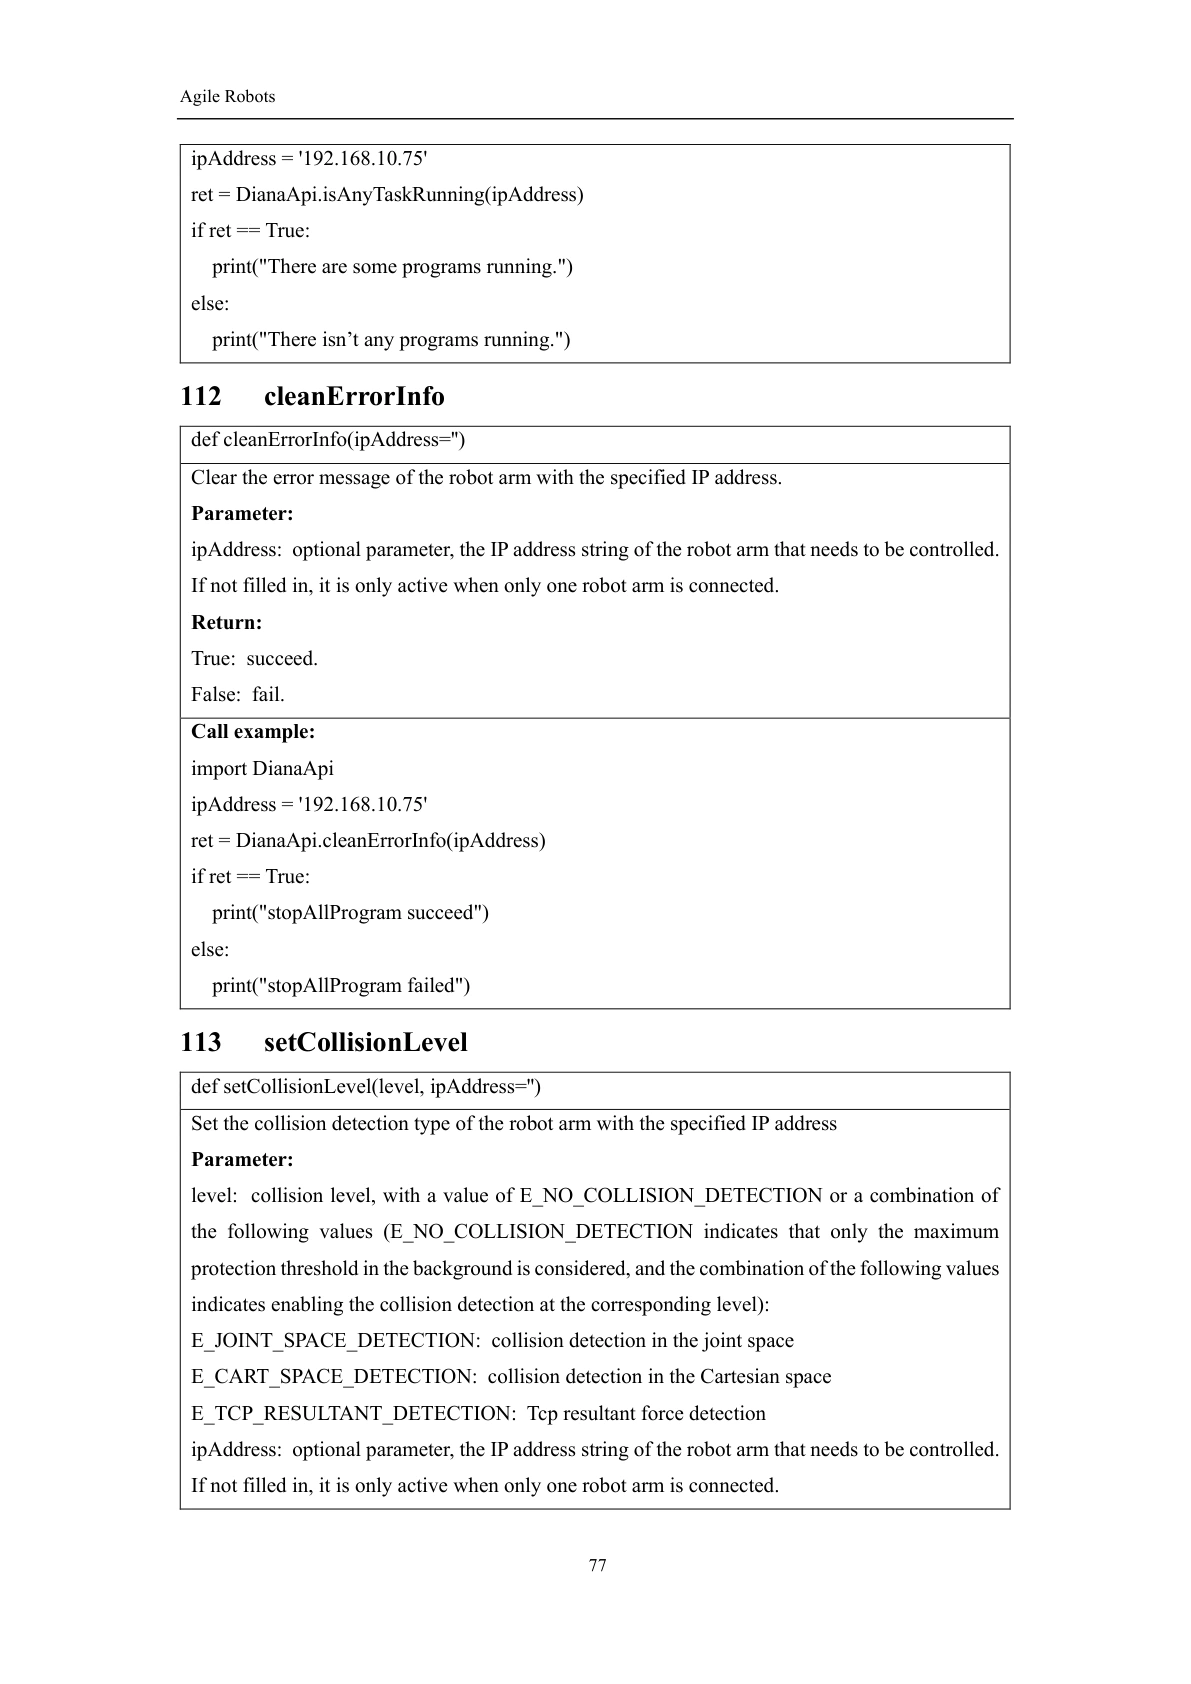 Agile Robots
ipAddress = '192.168.10.75'
ret = DianaApi.isAnyTaskRunning(ipAddress)
if ret == True:
print("There are some programs running.")
else:
print("There isn’t any programs running.")
112 cleanErrorInfo
def cleanErrorInfo(ipAddress='')
Clear the error message of the robot arm with the specified IP address.
Parameter:
ipAddress: optional parameter, the IP address string of the robot arm that needs to be controlled.
If not filled in, it is only active when only one robot arm is connected.
Return:
True: succeed.
False: fail.
Call example:
import DianaApi
ipAddress = '192.168.10.75'
ret = DianaApi.cleanErrorInfo(ipAddress)
if ret == True:
print("stopAllProgram succeed")
else:
print("stopAllProgram failed")
113 setCollisionLevel
def setCollisionLevel(level, ipAddress='')
Set the collision detection type of the robot arm with the specified IP address
Parameter:
level: collision level, with a value of E_NO_COLLISION_DETECTION or a combination of
the following values (E_NO_COLLISION_DETECTION indicates that only the maximum
protection threshold in the background is considered, and the combination of the following values
indicates enabling the collision detection at the corresponding level):
E_JOINT_SPACE_DETECTION: collision detection in the joint space
E_CART_SPACE_DETECTION: collision detection in the Cartesian space
E_TCP_RESULTANT_DETECTION: Tcp resultant force detection
ipAddress: optional parameter, the IP address string of the robot arm that needs to be controlled.
If not filled in, it is only active when only one robot arm is connected.
77